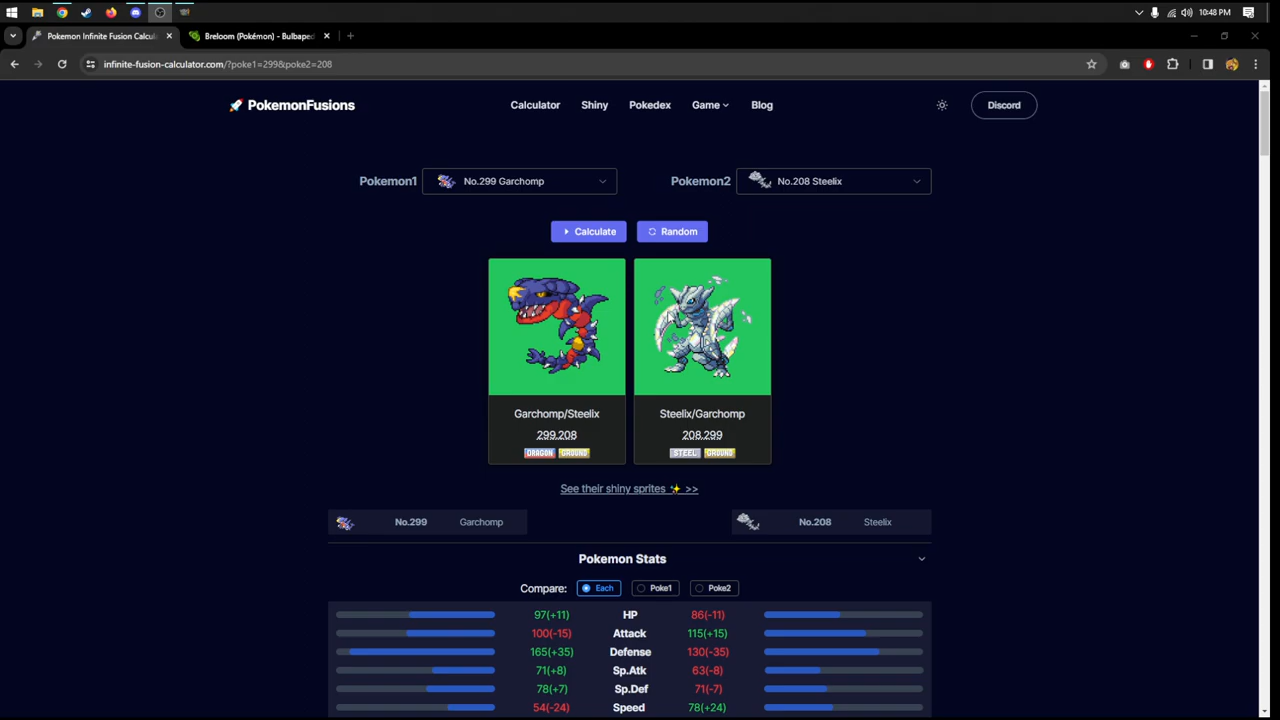 10:48 PM
Pokemon Infinite Fusion Calcula
Breloom (Pokémon) - Bulbaped
infinite-fusion-calculator.com/?poke1=299&poke2=208
PokemonFusions
Calculator
Shiny
Pokedex
Game
Blog
Discord
Pokemon1
No.299 Garchomp
Pokemon2
No.208 Steelix
Calculate
Random
Garchomp/Steelix
299.208
DRAGON GROUND
Steelix/Garchomp
208.299
STEEL GROUND
See their shiny sprites ✨ >>
No.299 Garchomp
No.208 Steelix
Pokemon Stats
Compare: Each Poke1 Poke2
97(+11) HP 86(-11)
100(-15) Attack 115(+15)
165(+35) Defense 130(-35)
71(+8) Sp.Atk 63(-8)
78(+7) Sp.Def 71(-7)
54(-24) Speed 78(+24)